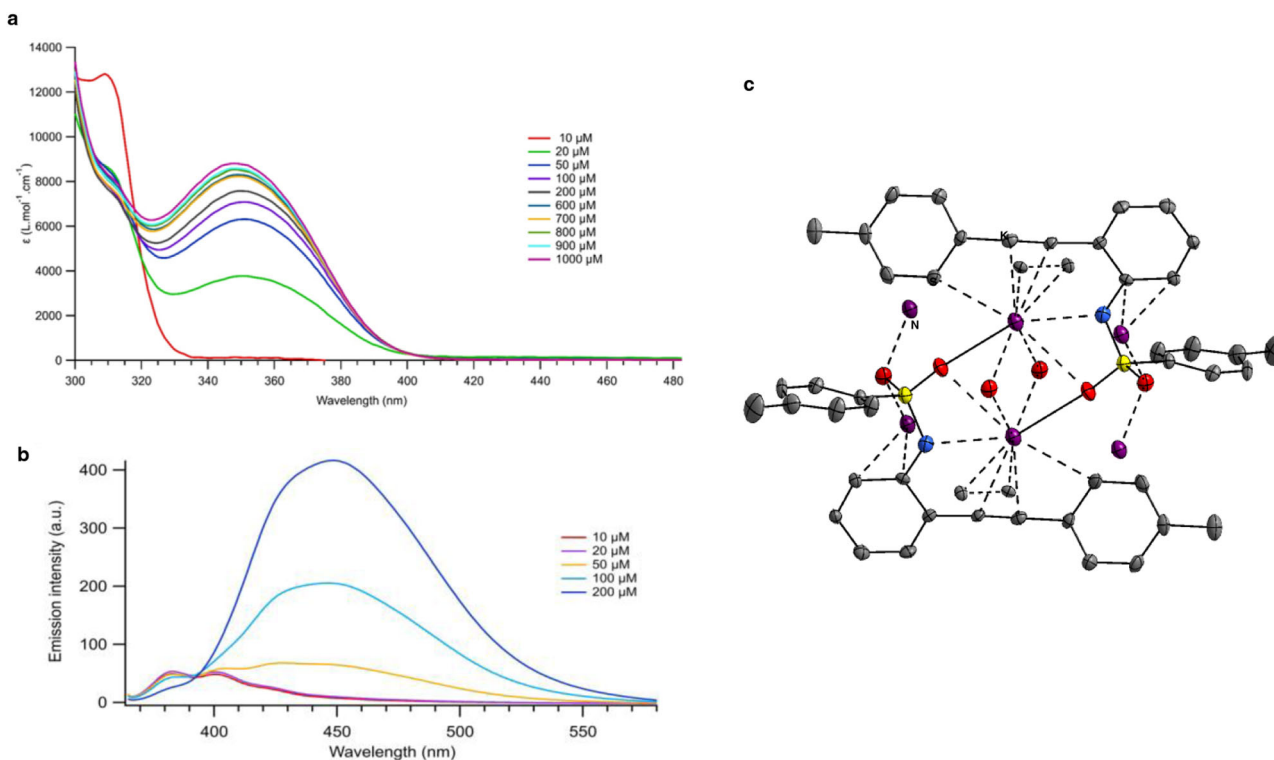 a
14000
12000
10000
8000
6000
4000
2000
0
ε (L.mol⁻¹.cm⁻¹)
300 320 340 360 380 400 420 440 460 480
Wavelength (nm)
10 µM
20 µM
50 µM
100 µM
200 µM
600 µM
700 µM
800 µM
900 µM
1000 µM
b
400
300
200
100
0
Emission intensity (a.u.)
400 450 500 550
Wavelength (nm)
10 µM
20 µM
50 µM
100 µM
200 µM
c
K
N